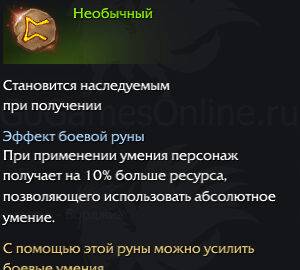 Необычный
Становится наследуемым
при получении
Эффект боевой руны
При применении умения персонаж
получает на 10% больше ресурса,
позволяющего использовать абсолютное
умение.
С помощью этой руны можно усилить
боевые умения